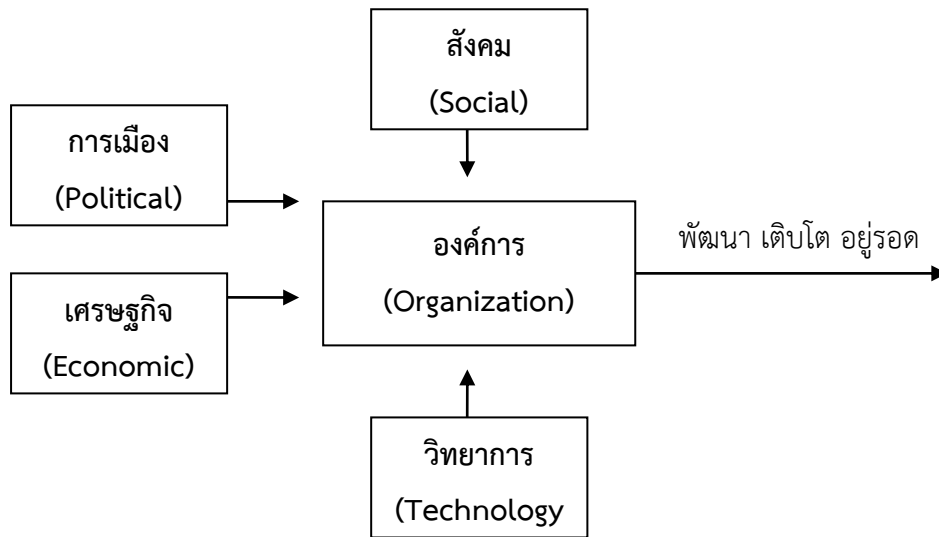 สังคม
(Social)
การเมือง
(Political)
องค์การ
(Organization)
พัฒนา เติบโต อยู่รอด
เศรษฐกิจ
(Economic)
วิทยาการ
(Technology